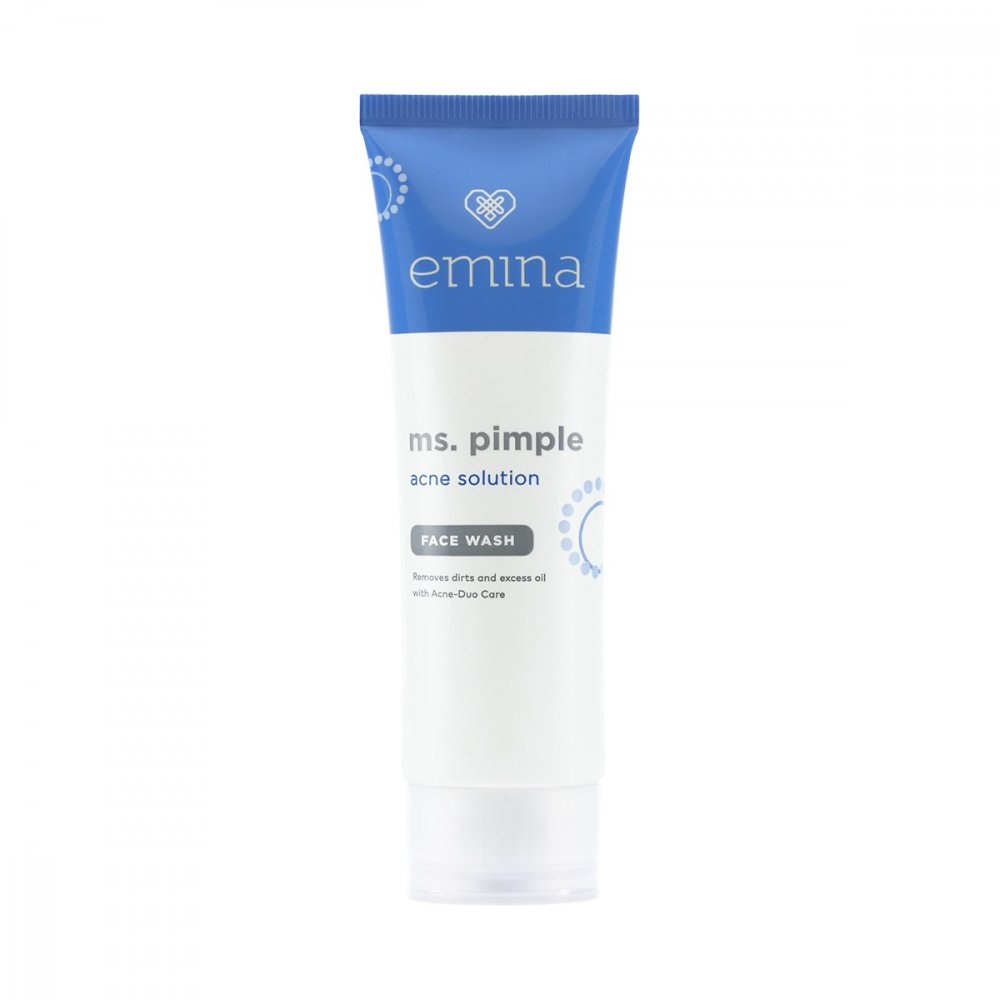 emina
ms. pimple
acne solution
FACE WASH
Removes dirts and excess oil
with Acne-Duo Care